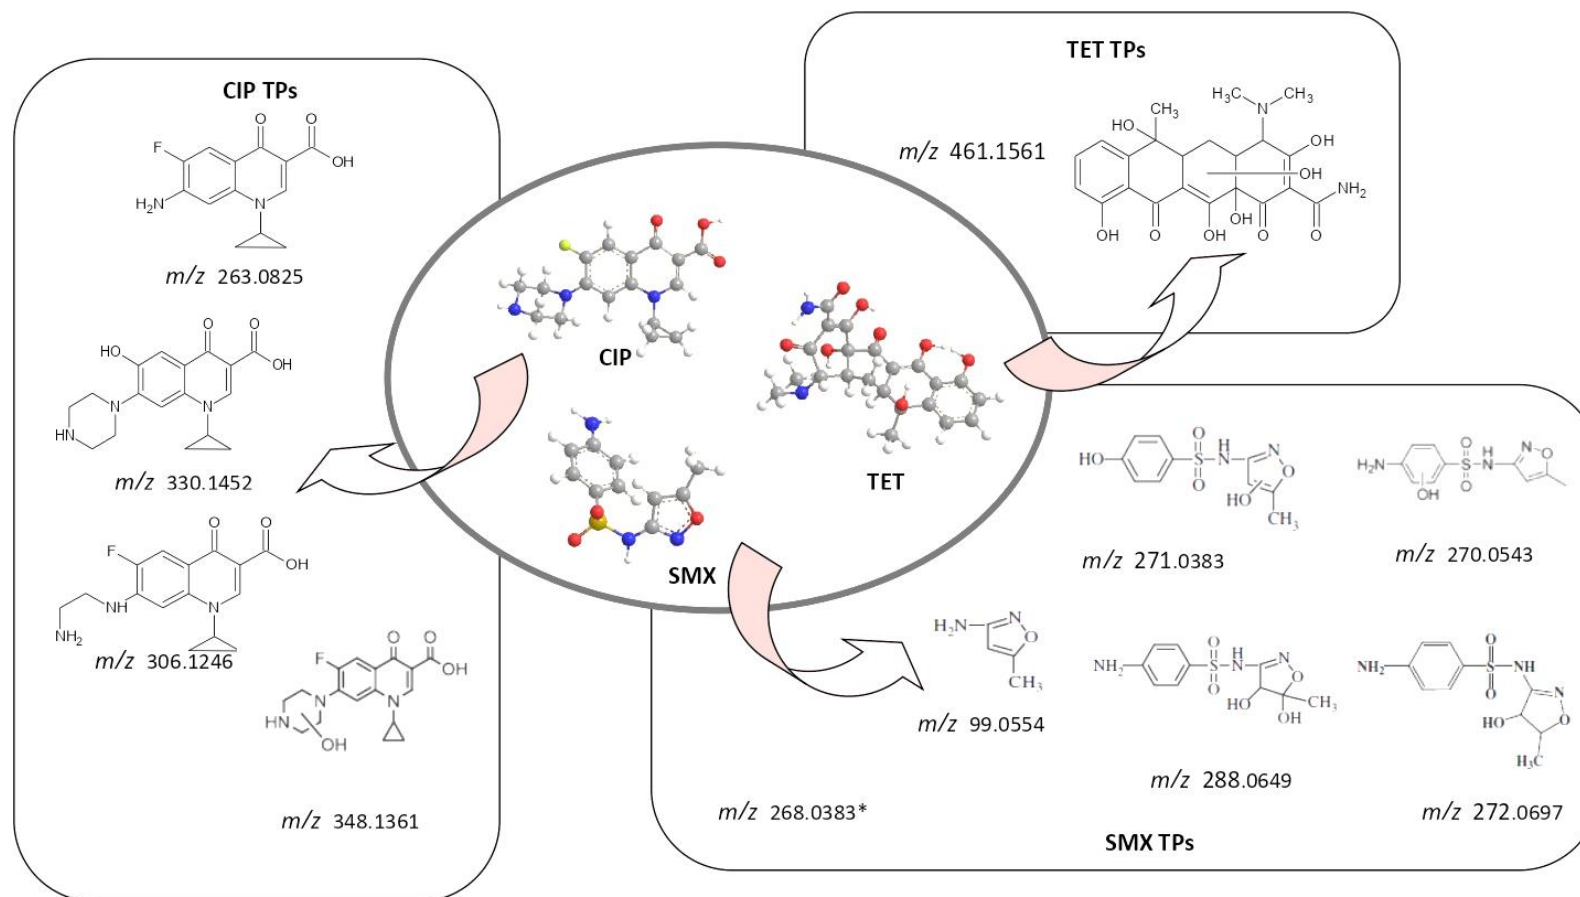 CIP TPs
F
O
O
OH
H₂N
N
m/z 263.0825
HO
O
O
OH
N
N
HN
m/z 330.1452
F
O
O
OH
NH
N
NH₂
m/z 306.1246
F
O
O
OH
N
N
HN
OH
m/z 348.1361
CIP
TET
SMX
TET TPs
m/z 461.1561
H₃C
CH₃
N
CH₃
HO
OH
OH
NH₂
OH
OH
O
OH
O
O
HO
O
S
O
H
N
N
O
HO
CH₃
m/z 271.0383
H₂N
O
S
O
H
N
N
O
OH
m/z 270.0543
H₂N
N
O
CH₃
m/z 99.0554
NH₂
O
S
O
H
N
N
O
HO
OH
CH₃
m/z 288.0649
NH₂
O
S
O
NH
N
O
HO
H₃C
m/z 272.0697
m/z 268.0383*
SMX TPs